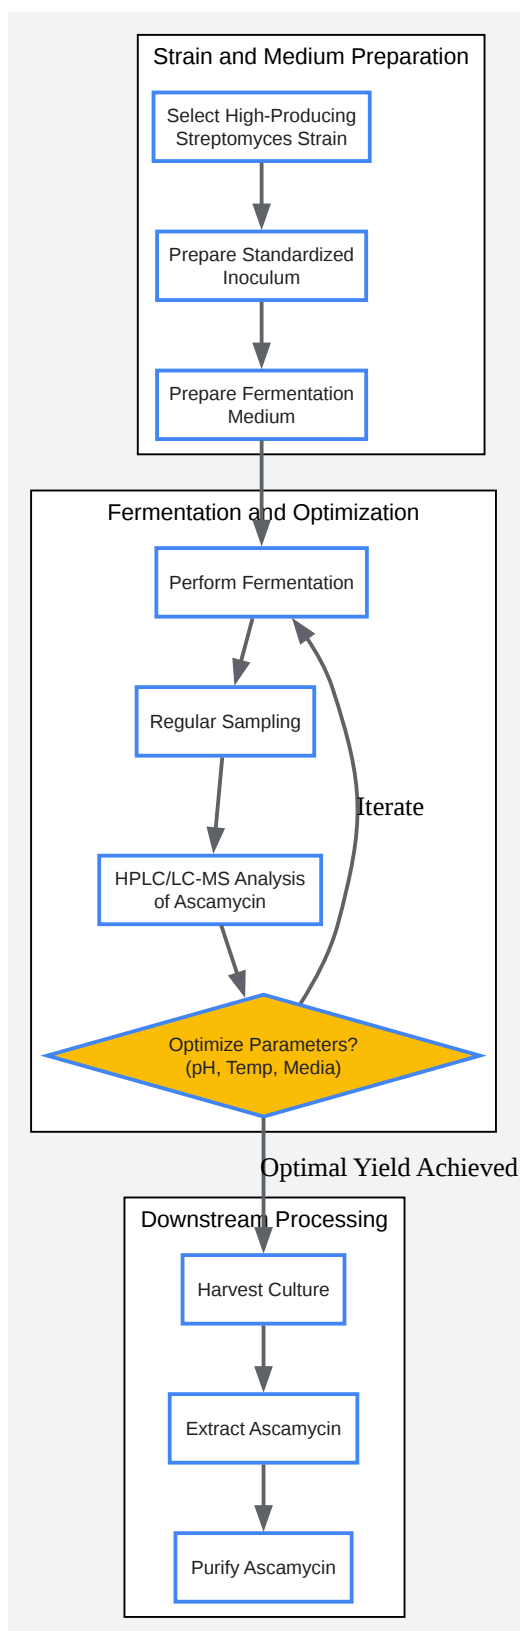 Strain and Medium Preparation
Select High-Producing
Streptomyces Strain
Prepare Standardized
Inoculum
Prepare Fermentation
Medium
Fermentation and Optimization
Perform Fermentation
Regular Sampling
Iterate
HPLC/LC-MS Analysis
of Ascamycin
Optimize Parameters?
(pH, Temp, Media)
Optimal Yield Achieved
Downstream Processing
Harvest Culture
Extract Ascamycin
Purify Ascamycin